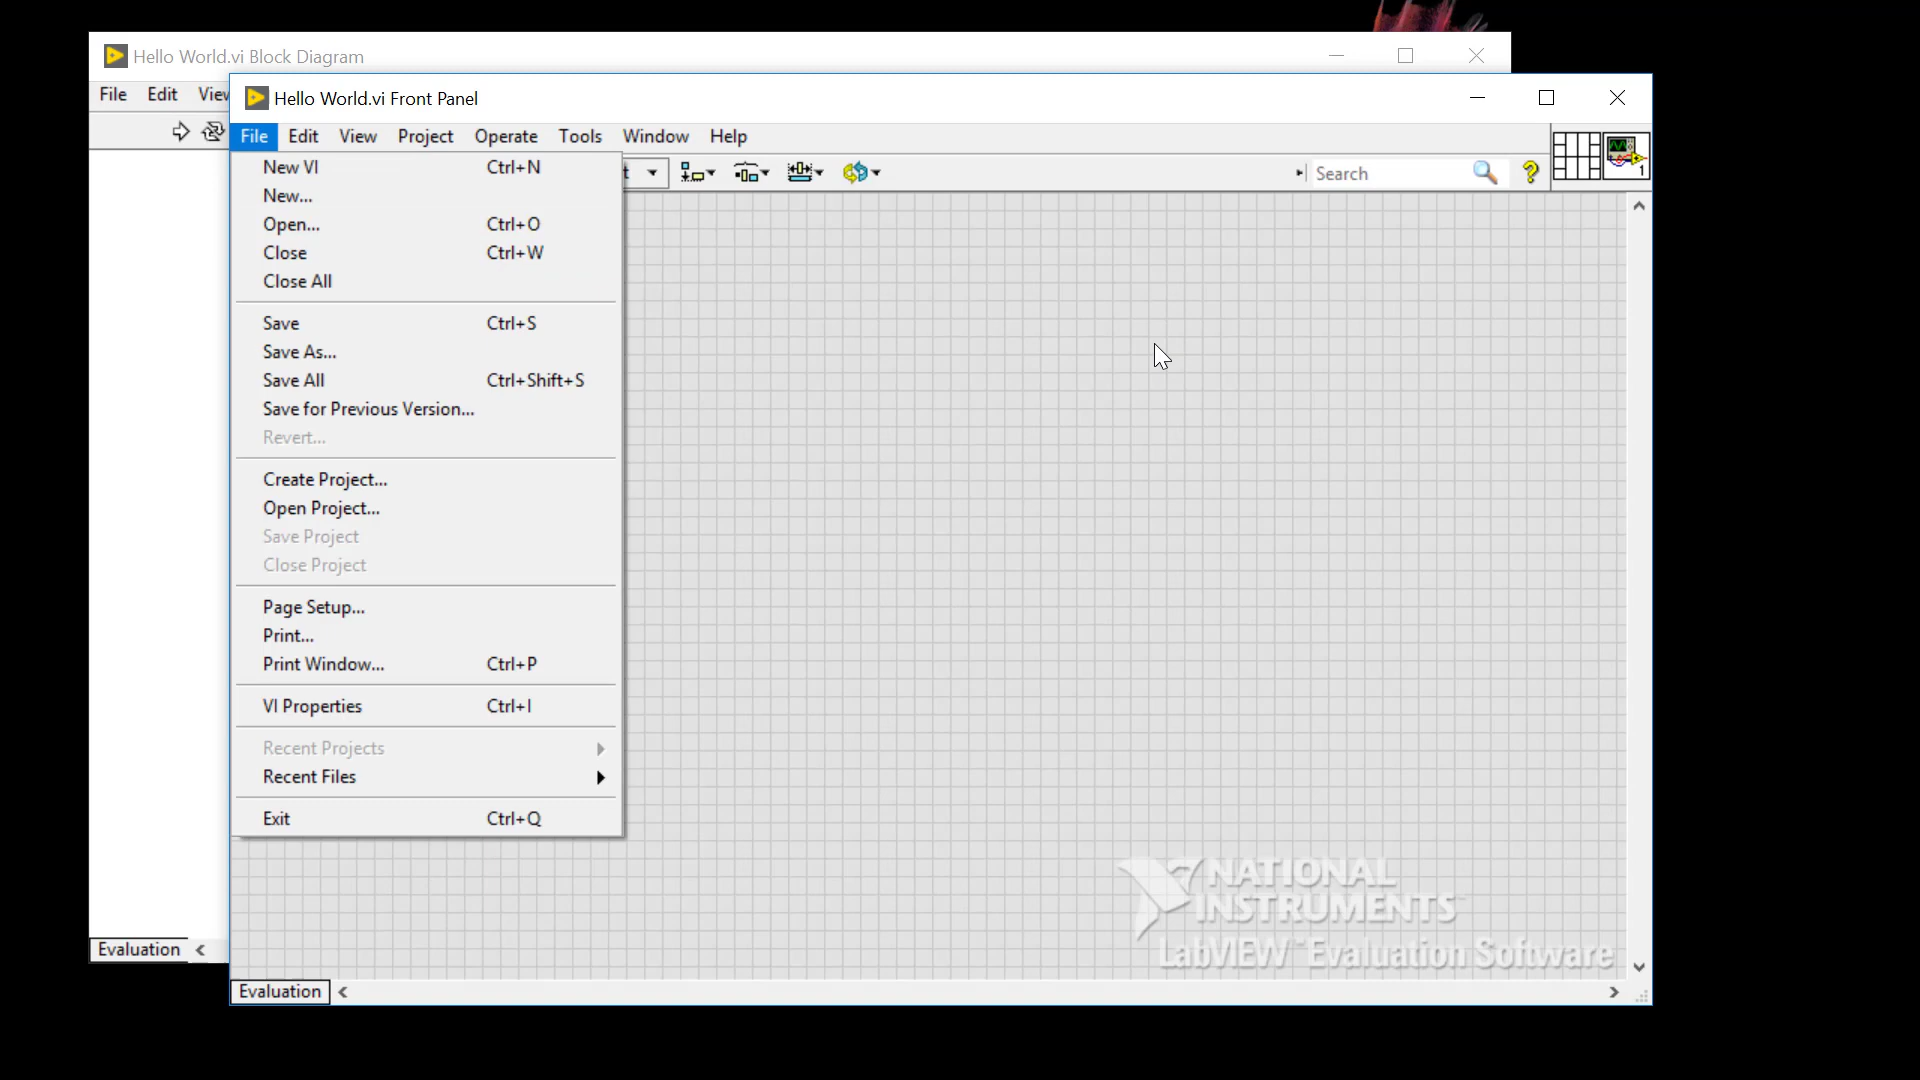 Hello World.vi Block Diagram
File Edit
Hello World.vi Front Panel
File Edit View Project Operate Tools Window Help
Search
1
New VI Ctrl+N
New...
Open... Ctrl+O
Close Ctrl+W
Close All
Save Ctrl+S
Save As...
Save All Ctrl+Shift+S
Save for Previous Version...
Revert...
Create Project...
Open Project...
Save Project
Close Project
Page Setup...
Print...
Print Window... Ctrl+P
VI Properties Ctrl+I
Recent Projects
Recent Files
Exit Ctrl+Q
NATIONAL
INSTRUMENTS™
LabVIEW™ Evaluation Software
Evaluation
Evaluation